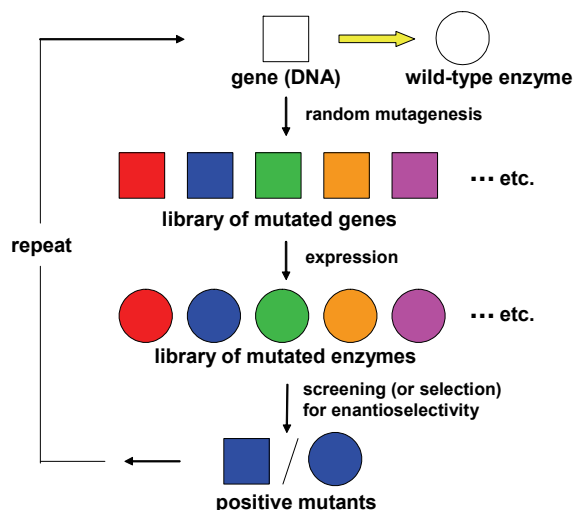 gene (DNA)
wild-type enzyme
random mutagenesis
... etc.
library of mutated genes
repeat
expression
... etc.
library of mutated enzymes
screening (or selection)
for enantioselectivity
positive mutants